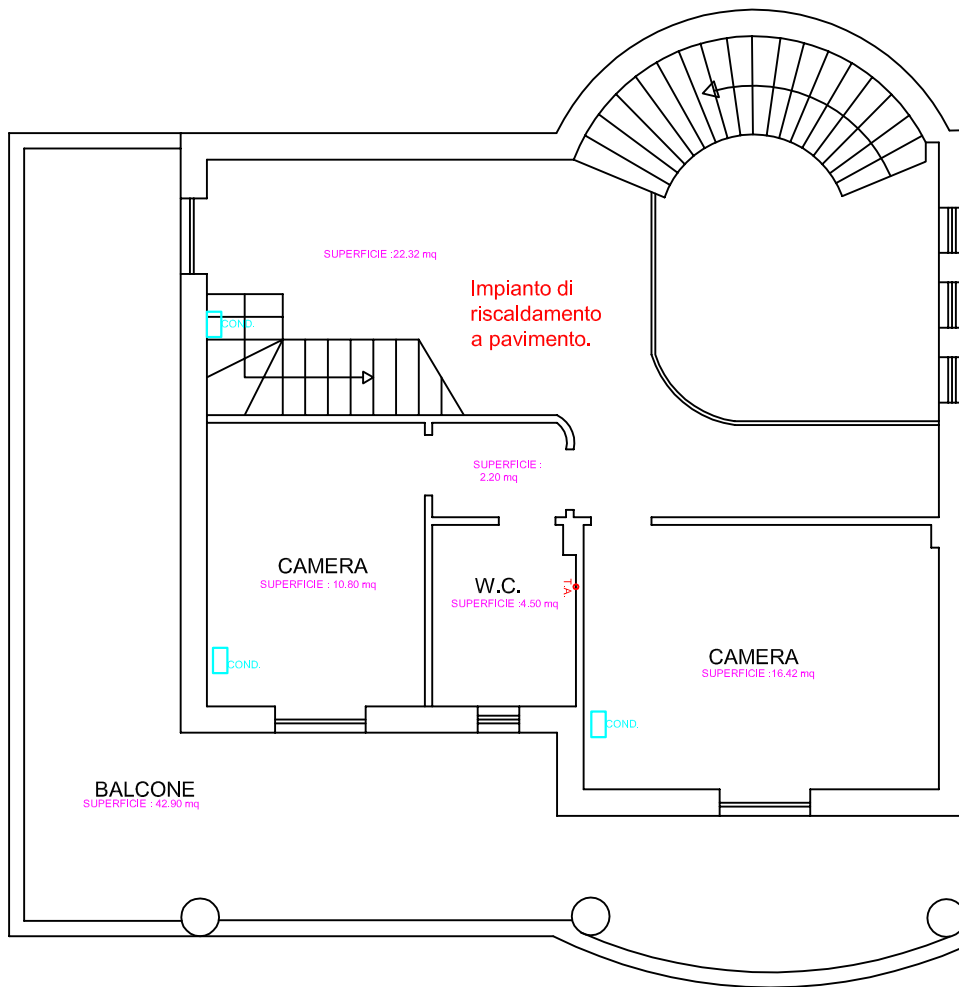 SUPERFICIE :22.32 mq
Impianto di
riscaldamento
a pavimento.
COND.
SUPERFICIE :
2.20 mq
CAMERA
SUPERFICIE : 10.80 mq
W.C.
SUPERFICIE :4.50 mq
T.A.
COND.
CAMERA
SUPERFICIE :16.42 mq
COND.
BALCONE
SUPERFICIE : 42.90 mq